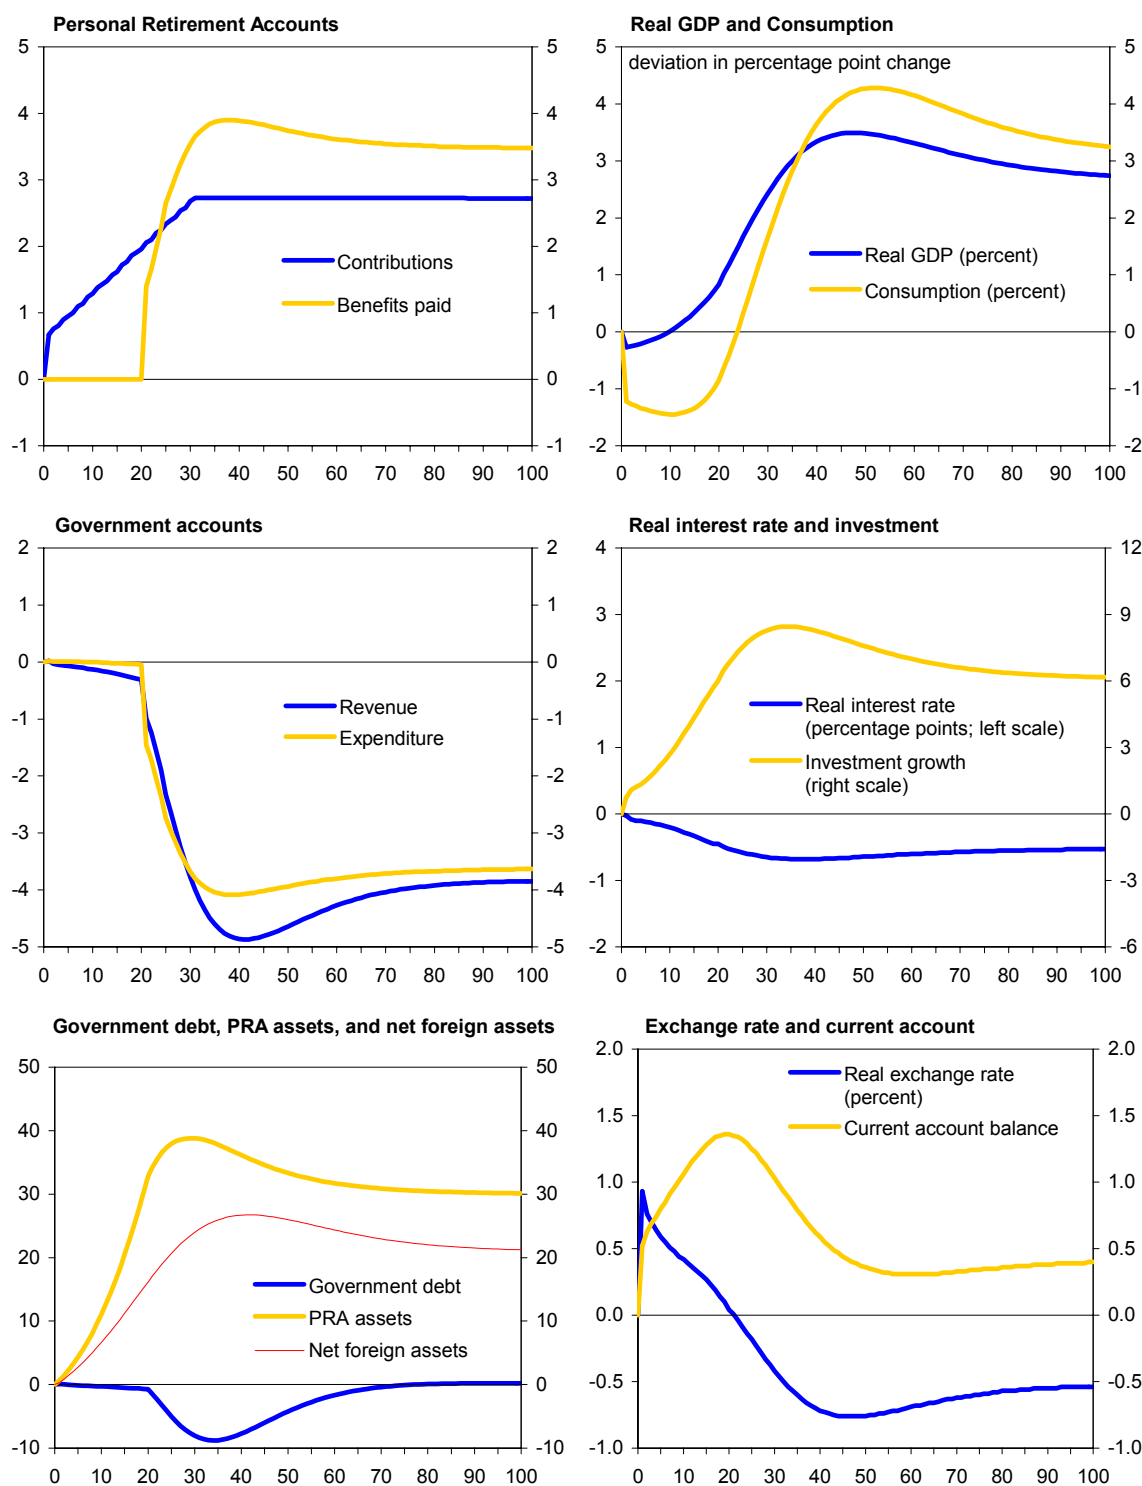 Personal Retirement Accounts
5 5
4 4
3 3
2 2
Contributions
1 1
Benefits paid
0 0
-1 -1
0 10 20 30 40 50 60 70 80 90 100
Real GDP and Consumption
5 5
deviation in percentage point change
4 4
3 3
2 2
Real GDP (percent)
1 1
Consumption (percent)
0 0
-1 -1
-2 -2
0 10 20 30 40 50 60 70 80 90 100
Government accounts
2 2
1 1
0 0
Revenue
-1 -1
Expenditure
-2 -2
-3 -3
-4 -4
-5 -5
0 10 20 30 40 50 60 70 80 90 100
Real interest rate and investment
4 12
3 9
2 6
Real interest rate
(percentage points; left scale)
1 3
Investment growth
(right scale)
0 0
-1 -3
-2 -6
0 10 20 30 40 50 60 70 80 90 100
Government debt, PRA assets, and net foreign assets
50 50
40 40
30 30
20 20
Government debt
10 10
PRA assets
Net foreign assets
0 0
-10 -10
0 10 20 30 40 50 60 70 80 90 100
Exchange rate and current account
2.0 2.0
Real exchange rate
(percent)
1.5 1.5
Current account balance
1.0 1.0
0.5 0.5
0.0 0.0
-0.5 -0.5
-1.0 -1.0
0 10 20 30 40 50 60 70 80 90 100